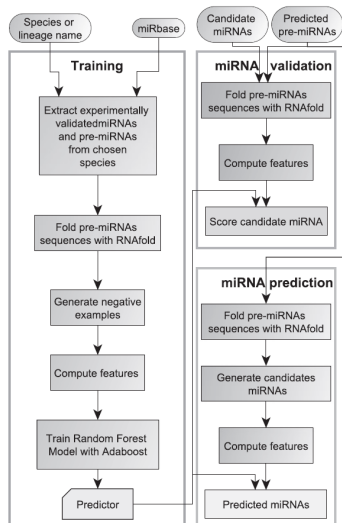 Species or
lineage name
miRbase
Training
Extract experimentally
validatedmiRNAs
and pre-miRNAs
from chosen
species
Fold pre-miRNAs
sequences with RNAfold
Generate negative
examples
Compute features
Train Random Forest
Model with Adaboost
Predictor
Candidate
miRNAs
Predicted
pre-miRNAs
miRNA validation
Fold pre-miRNAs
sequences with RNAfold
Compute features
Score candidate miRNA
miRNA prediction
Fold pre-miRNAs
sequences with RNAfold
Generate candidates
miRNAs
Compute features
Predicted miRNAs